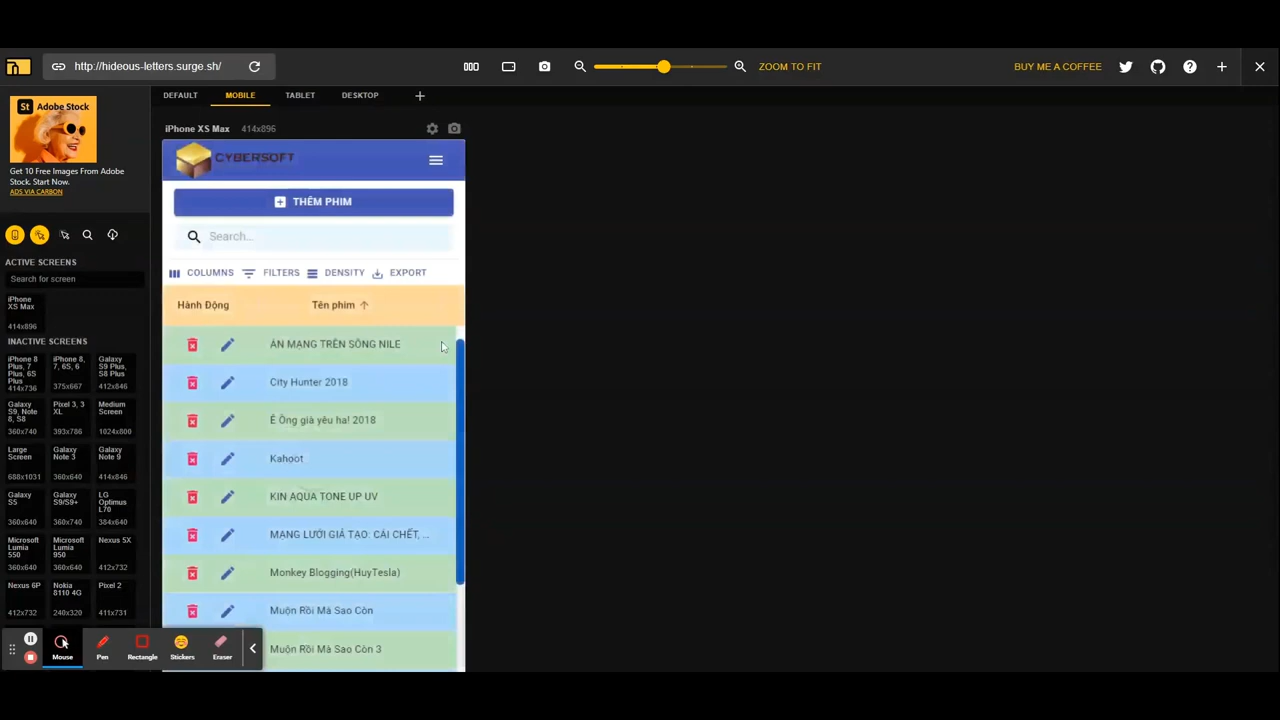 http://hideous-letters.surge.sh/
ZOOM TO FIT
BUY ME A COFFEE
DEFAULT
MOBILE
TABLET
DESKTOP
St Adobe Stock
Get 10 Free Images From Adobe
Stock. Start Now.
ADS VIA CARBON
ACTIVE SCREENS
Search for screen
iPhone
XS Max
414x896
INACTIVE SCREENS
iPhone 8
Plus, 7
Plus, 6S
Plus
414x736
iPhone 8,
7, 6S, 6
375x667
Galaxy
S9 Plus,
S8 Plus
412x846
Galaxy
S9, Note
8, S8
360x740
Pixel 3, 3
XL
393x786
Medium
Screen
1024x800
Large
Screen
688x1031
Galaxy
Note 3
360x640
Galaxy
Note 9
414x846
Galaxy
S5
360x640
Galaxy
S9/S9+
360x740
LG
Optimus
L70
384x640
Microsoft
Lumia
550
360x640
Microsoft
Lumia
950
360x640
Nexus 5X
412x732
Nexus 6P
412x732
Nokia
8110 4G
240x320
Pixel 2
411x731
Mouse
Pen
Rectangle
Stickers
Eraser
iPhone XS Max 414x896
CYBERSOFT
THÊM PHIM
Search...
COLUMNS
FILTERS
DENSITY
EXPORT
Hành Động
Tên phim
ÁN MẠNG TRÊN SÔNG NILE
City Hunter 2018
Ê Ông già yêu ha! 2018
Kahoot
KIN AQUA TONE UP UV
MẠNG LƯỚI GIẢ TẠO: CÁI CHẾT, ...
Monkey Blogging(HuyTesla)
Muộn Rồi Mà Sao Còn
Muộn Rồi Mà Sao Còn 3